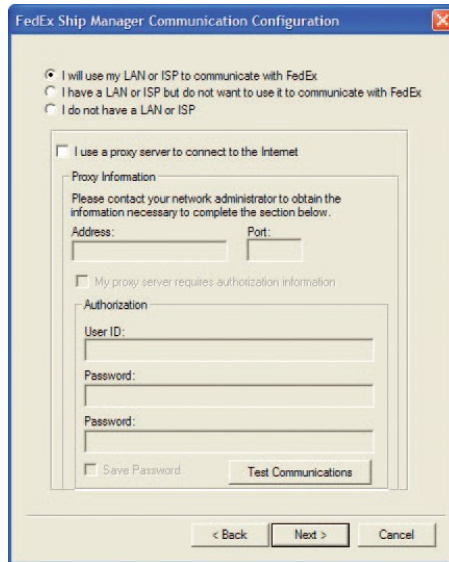 FedEx Ship Manager Communication Configuration
I will use my LAN or ISP to communicate with FedEx
I have a LAN or ISP but do not want to use it to communicate with FedEx
I do not have a LAN or ISP
I use a proxy server to connect to the Internet
Proxy Information
Please contact your network administrator to obtain the
information necessary to complete the section below.
Address: Port:
My proxy server requires authorization information
Authorization
User ID:
Password:
Password:
Save Password Test Communications
< Back Next > Cancel